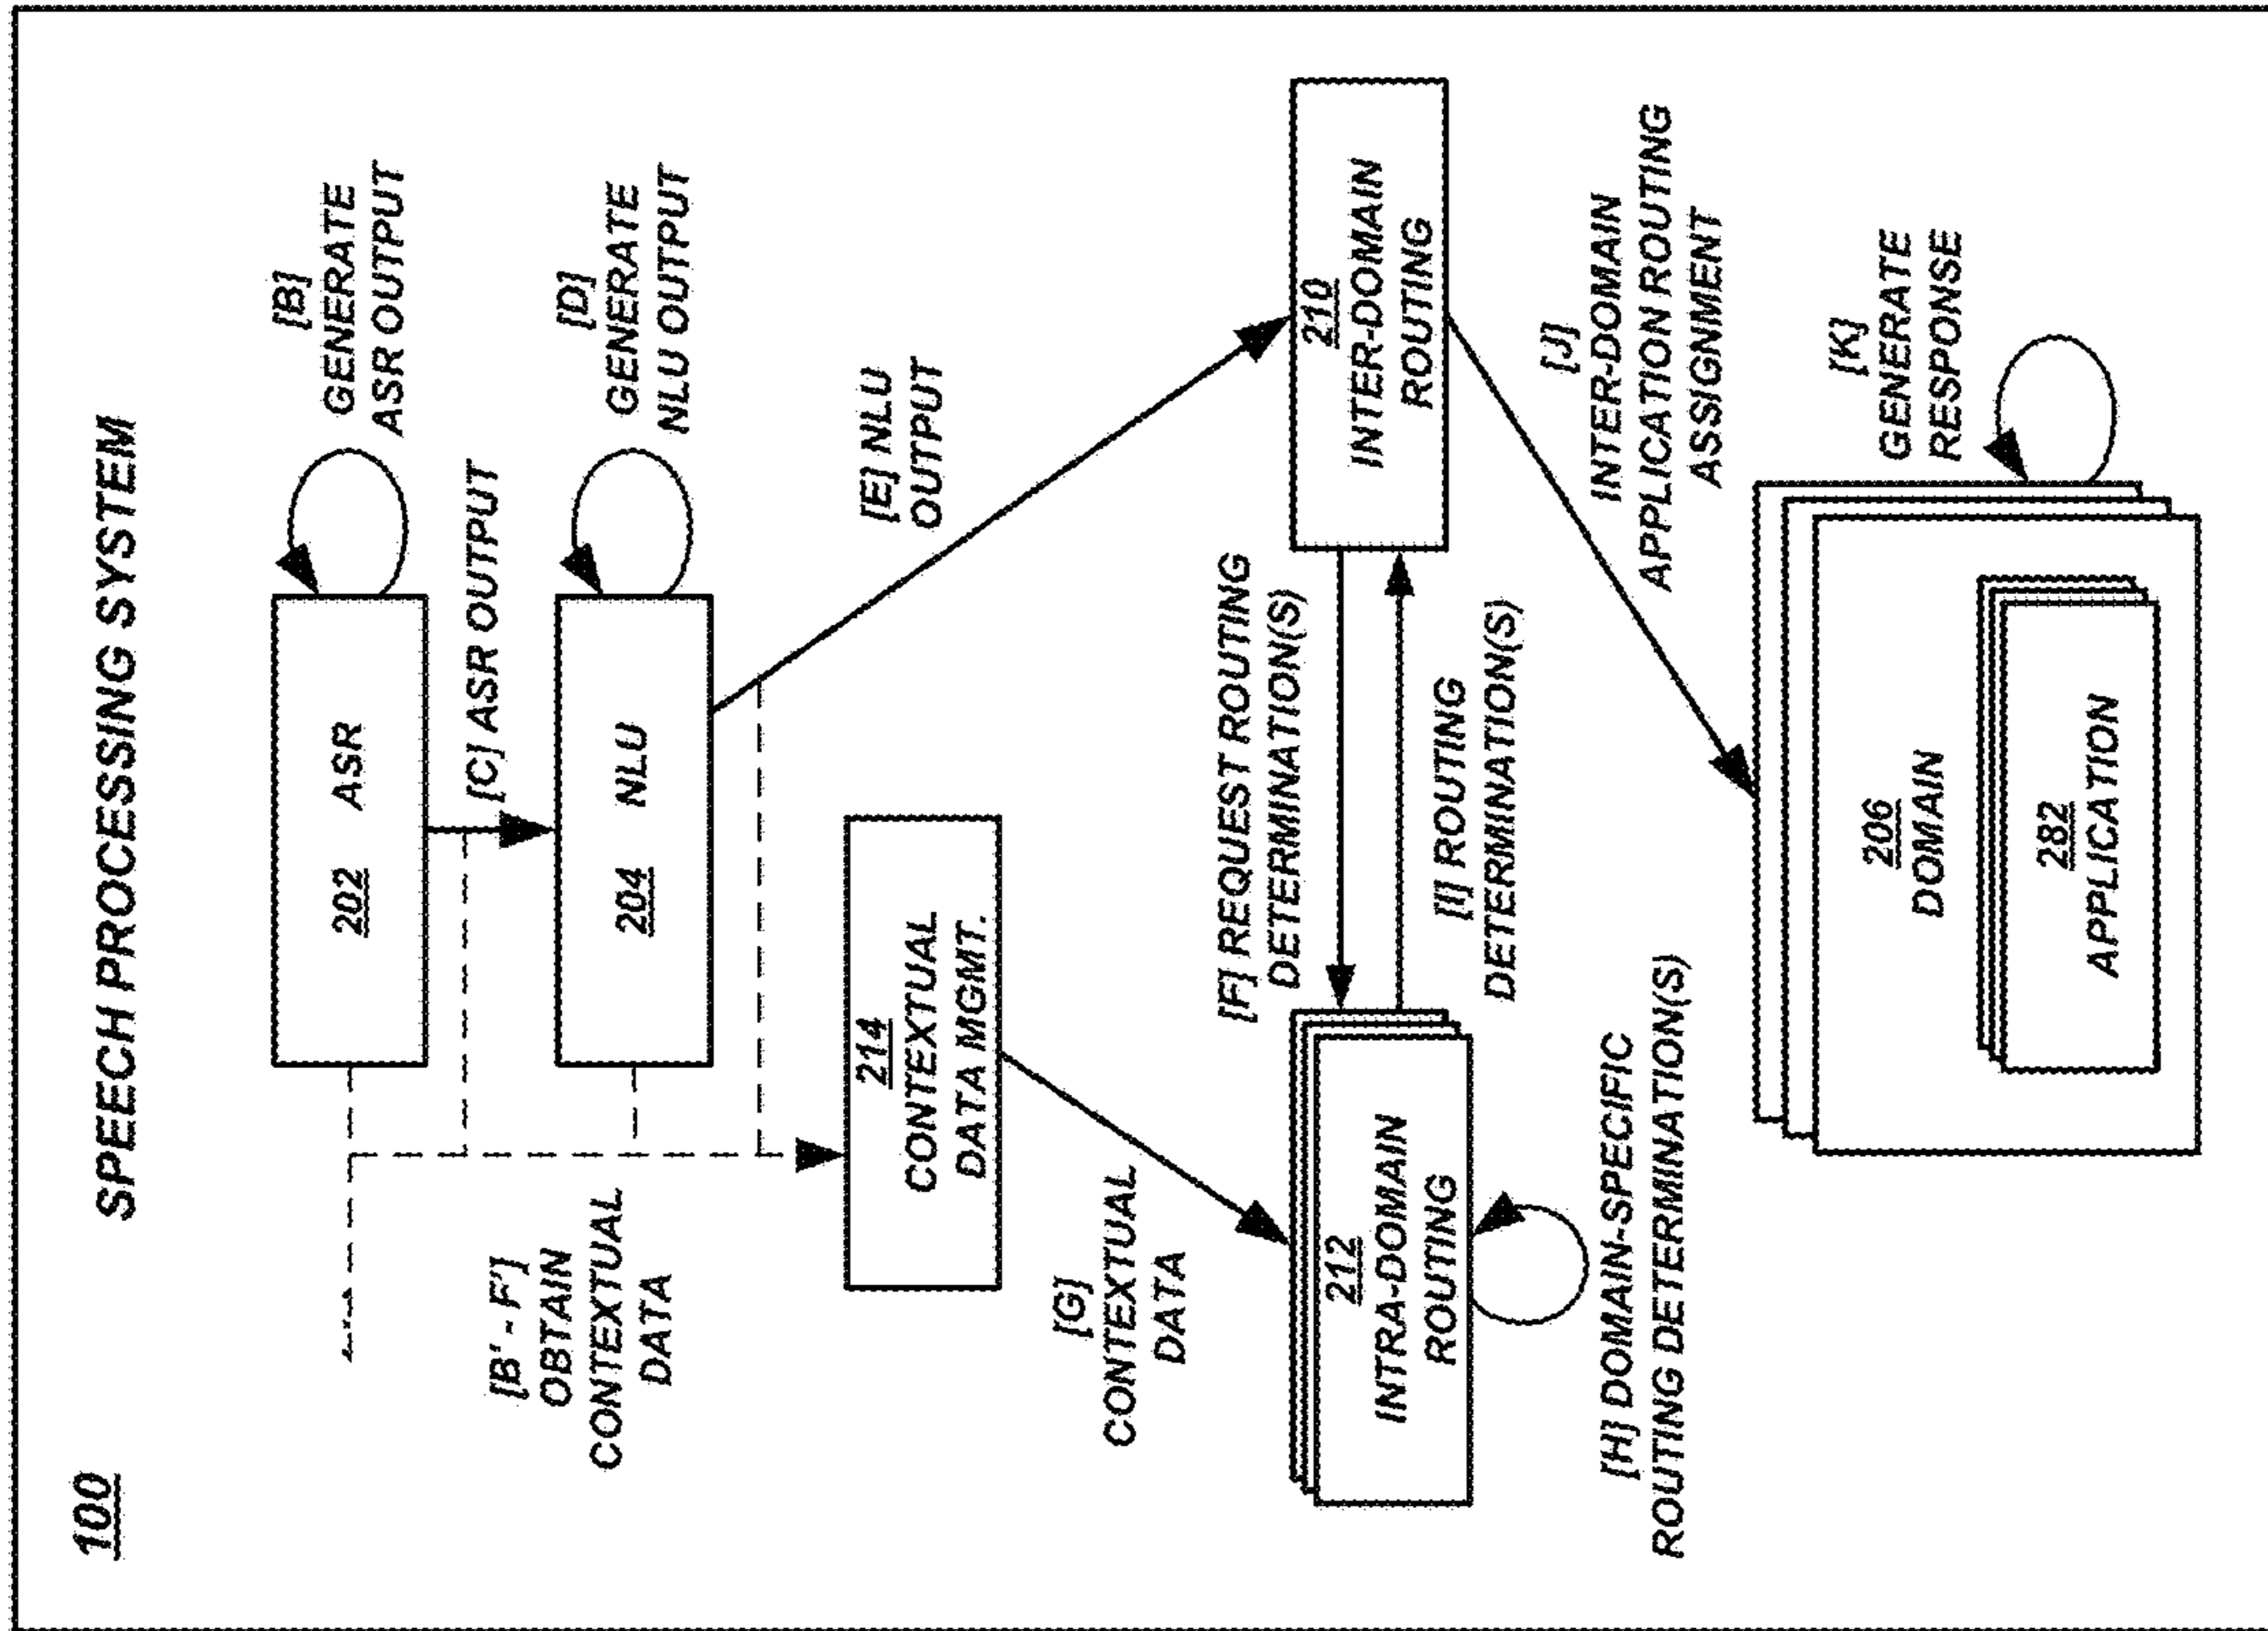 100
SPEECH PROCESSING SYSTEM
202 ASR
[B]
GENERATE
ASR OUTPUT
[C] ASR OUTPUT
204 NLU
[D]
GENERATE
NLU OUTPUT
[B' - F']
OBTAIN
CONTEXTUAL
DATA
[E] NLU
OUTPUT
214
CONTEXTUAL
DATA MGMT.
[G]
CONTEXTUAL
DATA
[F] REQUEST ROUTING
DETERMINATION(S)
210
INTER-DOMAIN
ROUTING
212
INTRA-DOMAIN
ROUTING
[I] ROUTING
DETERMINATION(S)
[H] DOMAIN-SPECIFIC
ROUTING DETERMINATION(S)
[J]
INTER-DOMAIN
APPLICATION ROUTING
ASSIGNMENT
206
DOMAIN
282
APPLICATION
[K]
GENERATE
RESPONSE